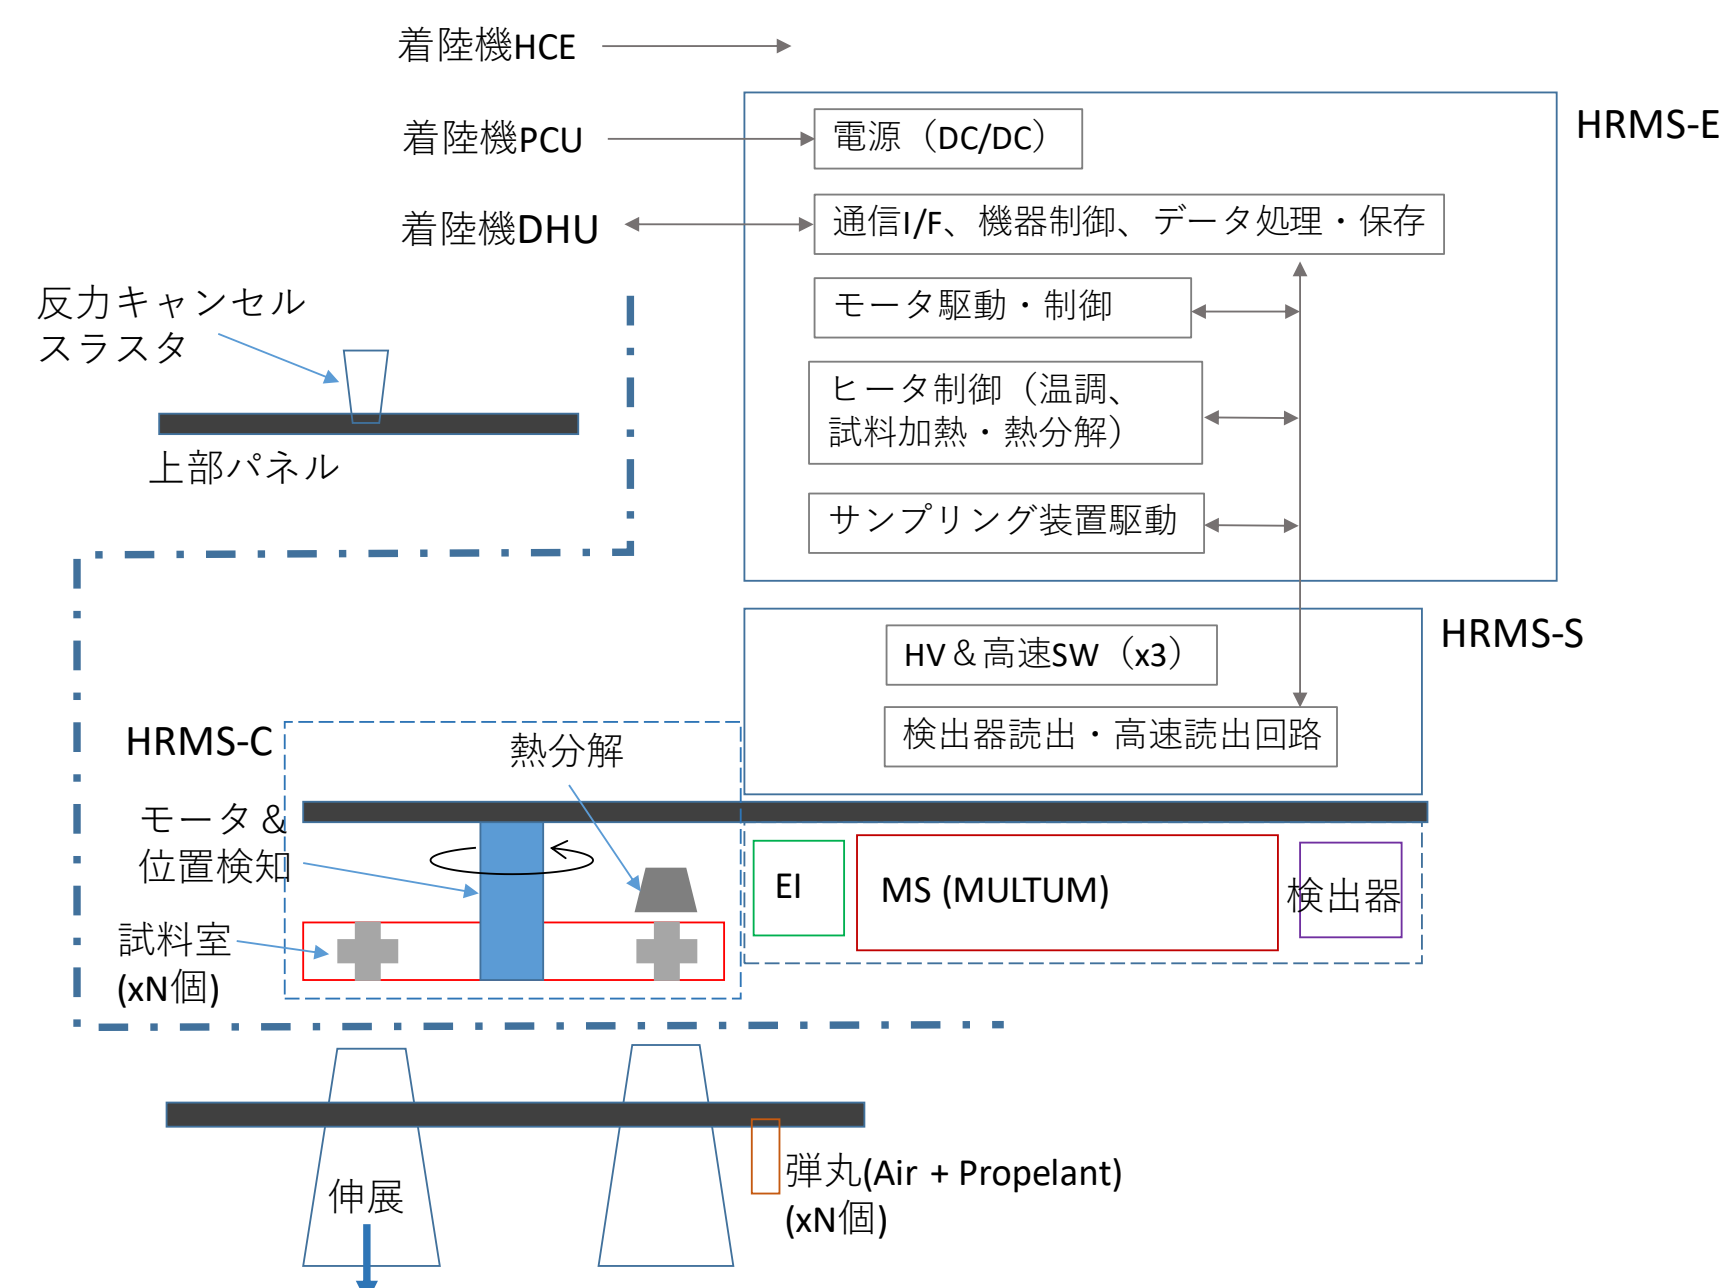 着陸機HCE
着陸機PCU
着陸機DHU
HRMS-E
電源（DC/DC）
通信I/F、機器制御、データ処理・保存
モータ駆動・制御
ヒータ制御（温調、
試料加熱・熱分解）
サンプリング装置駆動
反力キャンセル
スラスタ
上部パネル
HRMS-S
HV＆高速SW（x3）
検出器読出・高速読出回路
HRMS-C
熱分解
モータ＆
位置検知
試料室
(xN個)
EI
MS (MULTUM)
検出器
伸展
弾丸(Air + Propelant)
(xN個)